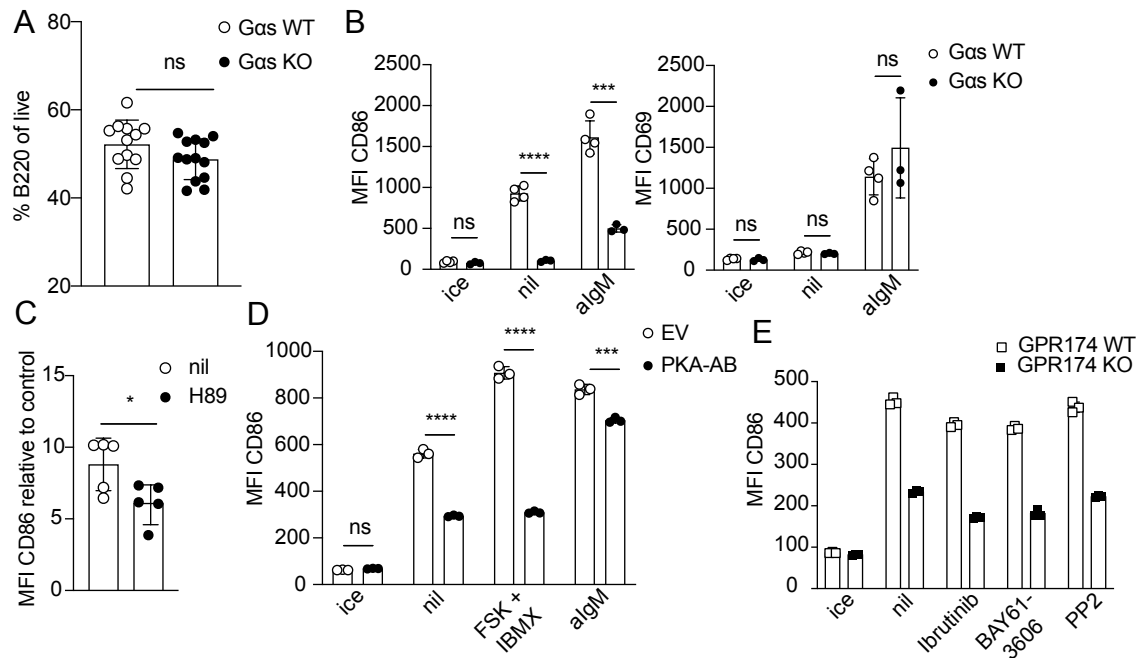 A
% B220 of live
80
60
40
20
Gαs WT
Gαs KO
ns
B
MFI CD86
2500
2000
1500
1000
500
0
ns
****
***
ice
nil
aIgM
MFI CD69
2500
2000
1500
1000
500
0
ns
ns
ns
ice
nil
aIgM
Gαs WT
Gαs KO
C
MFI CD86 relative to control
15
10
5
0
nil
H89
*
D
MFI CD86
1000
800
600
400
200
0
ns
****
****
***
EV
PKA-AB
ice
nil
FSK +
IBMX
aIgM
E
MFI CD86
500
400
300
200
100
0
GPR174 WT
GPR174 KO
ice
nil
Ibrutinib
BAY61-
3606
PP2